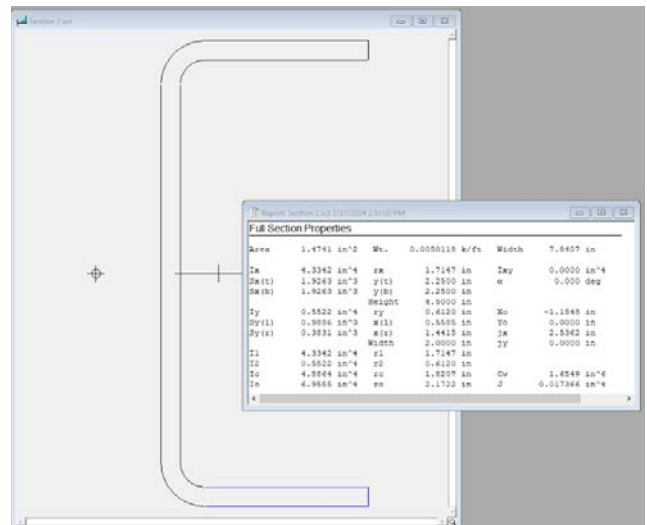 Section 2.sct
Report: Section 2.sct 2/21/2024 PM
Full Section Properties
Area 1.4741 in^2 Wt. 0.0050118 k/ft Width 7.8407 in
Ix 4.3342 in^4 rx 1.7147 in Ixy 0.0000 in^4
Sx(t) 1.9263 in^3 y(t) 2.2500 in α 0.000 deg
Sx(b) 1.9263 in^3 y(b) 2.2500 in
Height 4.5000 in
Iy 0.5522 in^4 ry 0.6120 in Xo -1.1848 in
Sy(l) 0.9886 in^3 x(l) 0.5585 in Yo 0.0000 in
Sy(r) 0.3831 in^3 x(r) 1.4415 in jx 2.5362 in
Width 2.0000 in jy 0.0000 in
I1 4.3342 in^4 r1 1.7147 in
I2 0.5522 in^4 r2 0.6120 in
Ic 4.8864 in^4 rc 1.8207 in Cw 1.6549 in^6
Io 6.9555 in^4 ro 2.1722 in J 0.017366 in^4